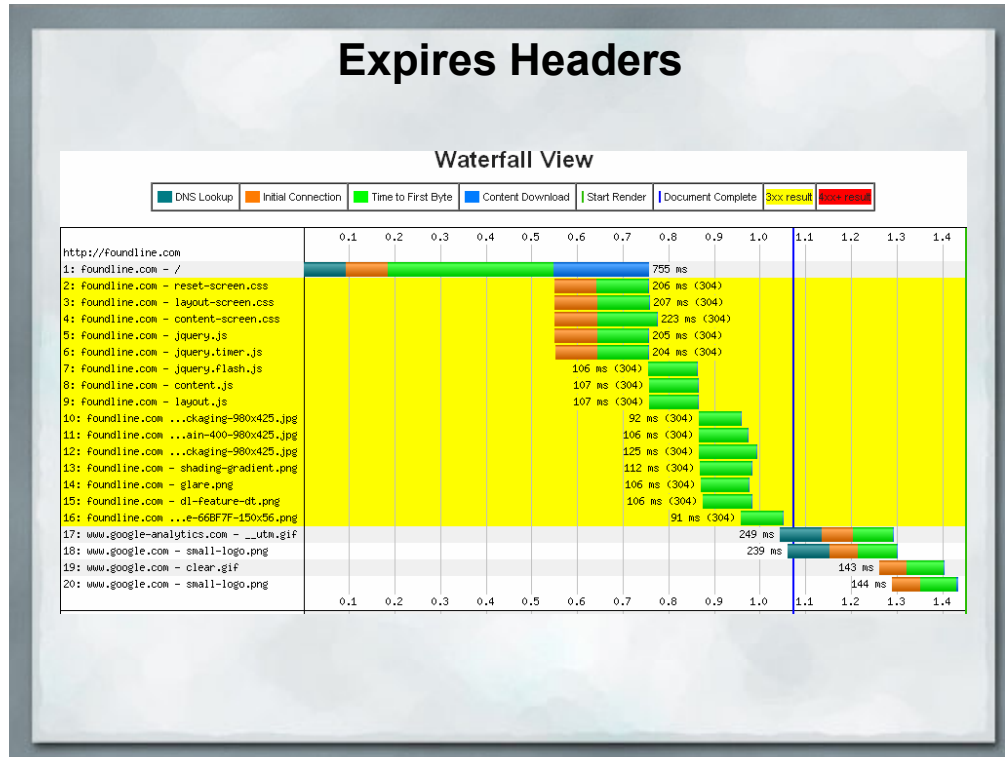 Expires Headers
Waterfall View
DNS Lookup Initial Connection Time to First Byte Content Download Start Render Document Complete 3xx result 4xx+ result
0.1 0.2 0.3 0.4 0.5 0.6 0.7 0.8 0.9 1.0 1.1 1.2 1.3 1.4
http://foundline.com
1: foundline.com - / 755 ms
2: foundline.com - reset-screen.css 206 ms (304)
3: foundline.com - layout-screen.css 207 ms (304)
4: foundline.com - content-screen.css 223 ms (304)
5: foundline.com - jquery.js 205 ms (304)
6: foundline.com - jquery.timer.js 204 ms (304)
7: foundline.com - jquery.flash.js 106 ms (304)
8: foundline.com - content.js 107 ms (304)
9: foundline.com - layout.js 107 ms (304)
10: foundline.com ...ckaging-980x425.jpg 92 ms (304)
11: foundline.com ...ain-400-980x425.jpg 106 ms (304)
12: foundline.com ...ckaging-980x425.jpg 125 ms (304)
13: foundline.com - shading-gradient.png 112 ms (304)
14: foundline.com - glare.png 106 ms (304)
15: foundline.com - dl-feature-dt.png 106 ms (304)
16: foundline.com ...e-66BF7F-150x56.png 91 ms (304)
17: www.google-analytics.com - __utm.gif 249 ms
18: www.google.com - small-logo.png 239 ms
19: www.google.com - clear.gif 143 ms
20: www.google.com - small-logo.png 144 ms
0.1 0.2 0.3 0.4 0.5 0.6 0.7 0.8 0.9 1.0 1.1 1.2 1.3 1.4